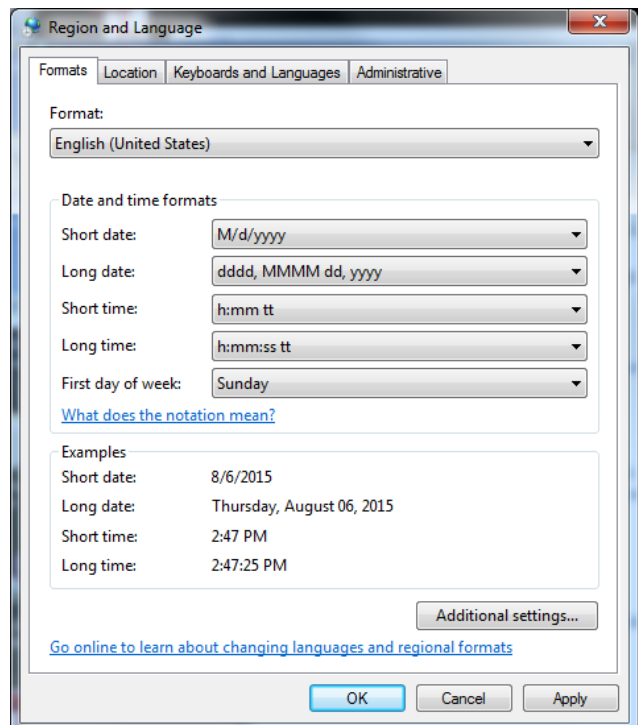 Region and Language
Formats Location Keyboards and Languages Administrative
Format:
English (United States)
Date and time formats
Short date: M/d/yyyy
Long date: dddd, MMMM dd, yyyy
Short time: h:mm tt
Long time: h:mm:ss tt
First day of week: Sunday
What does the notation mean?
Examples
Short date: 8/6/2015
Long date: Thursday, August 06, 2015
Short time: 2:47 PM
Long time: 2:47:25 PM
Additional settings...
Go online to learn about changing languages and regional formats
OK Cancel Apply